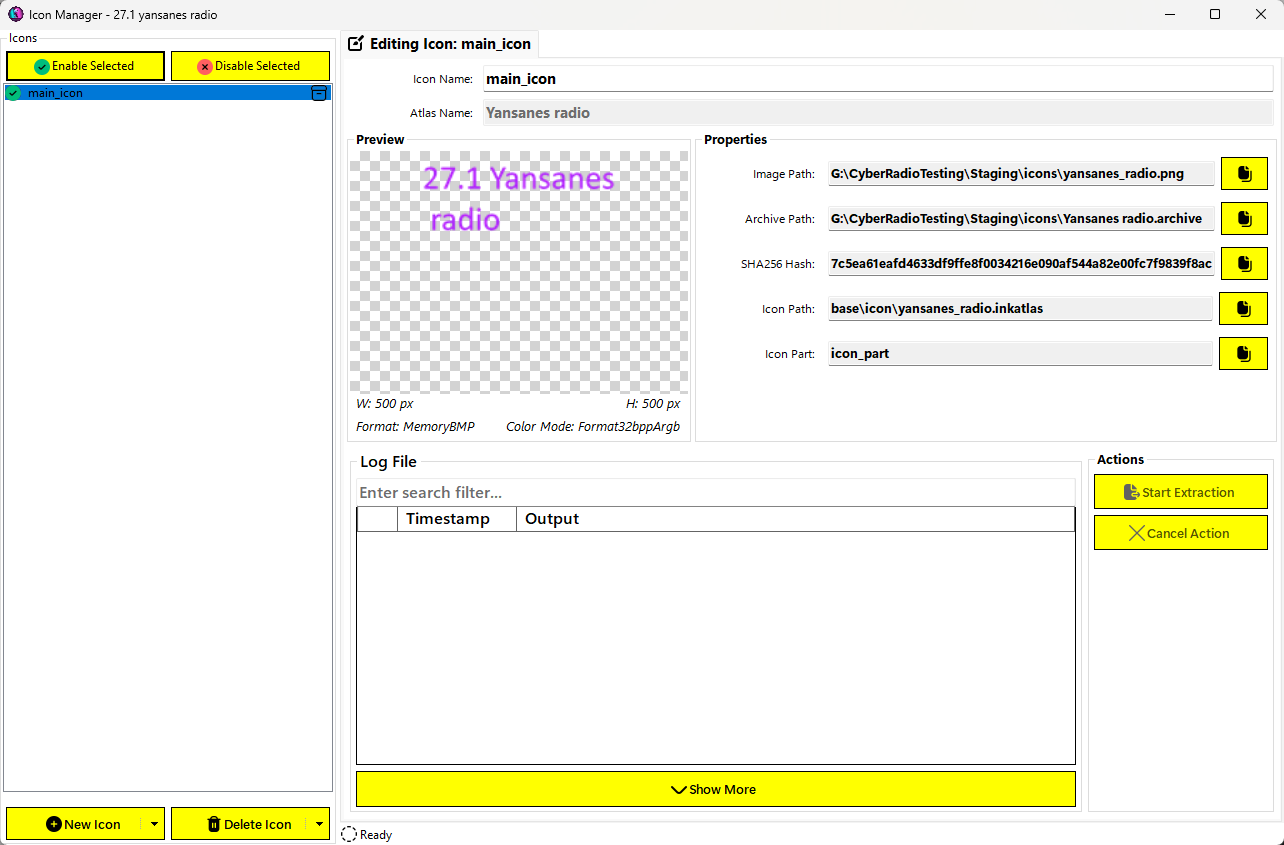 Icon Manager - 27.1 yansanes radio
Icons
Enable Selected
Disable Selected
main_icon
New Icon
Delete Icon
Editing Icon: main_icon
Icon Name: main_icon
Atlas Name: Yansanes radio
Preview
27.1 Yansanes
radio
W: 500 px
H: 500 px
Format: MemoryBMP
Color Mode: Format32bppArgb
Properties
Image Path: G:\CyberRadioTesting\Staging\icons\yansanes_radio.png
Archive Path: G:\CyberRadioTesting\Staging\icons\Yansanes radio.archive
SHA256 Hash: 7c5ea61eafd4633df9ffe8f0034216e090af544a82e00fc7f9839f8ac
Icon Path: base\icon\yansanes_radio.inkatlas
Icon Part: icon_part
Log File
Enter search filter...
Timestamp
Output
Show More
Actions
Start Extraction
Cancel Action
Ready